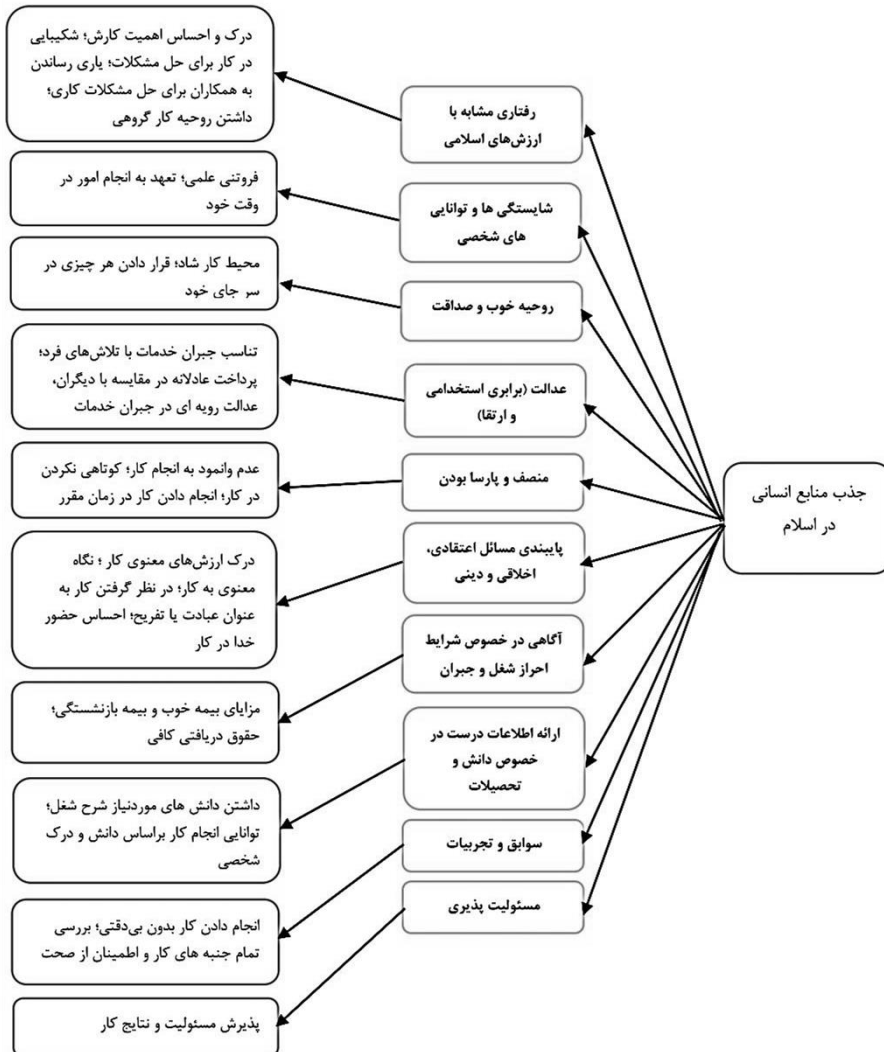 جذب منابع انسانی
در اسلام
رفتاری مشابه با
ارزش‌های اسلامی
درک و احساس اهمیت کارش؛ شکیبایی
در کار برای حل مشکلات؛ یاری رساندن
به همکاران برای حل مشکلات کاری؛
داشتن روحیه کار گروهی
شایستگی ها و توانایی
های شخصی
فروتنی علمی؛ تعهد به انجام امور در
وقت خود
روحیه خوب و صداقت
محیط کار شاد؛ قرار دادن هر چیزی در
سر جای خود
عدالت (برابری استخدامی
و ارتقا)
تناسب جبران خدمات با تلاش‌های فرد؛
پرداخت عادلانه در مقایسه با دیگران،
عدالت رویه ای در جبران خدمات
منصف و پارسا بودن
عدم وانمود به انجام کار؛ کوتاهی نکردن
در کار؛ انجام دادن کار در زمان مقرر
پایبندی مسائل اعتقادی،
اخلاقی و دینی
درک ارزش‌های معنوی کار ؛ نگاه
معنوی به کار؛ در نظر گرفتن کار به
عنوان عبادت یا تفریح؛ احساس حضور
خدا در کار
آگاهی در خصوص شرایط
احراز شغل و جبران
مزایای بیمه خوب و بیمه بازنشستگی؛
حقوق دریافتی کافی
ارائه اطلاعات درست در
خصوص دانش و
تحصیلات
داشتن دانش های موردنیاز شرح شغل؛
توانایی انجام کار براساس دانش و درک
شخصی
سوابق و تجربیات
انجام دادن کار بدون بی‌دقتی؛ بررسی
تمام جنبه های کار و اطمینان از صحت
مسئولیت پذیری
پذیرش مسئولیت و نتایج کار